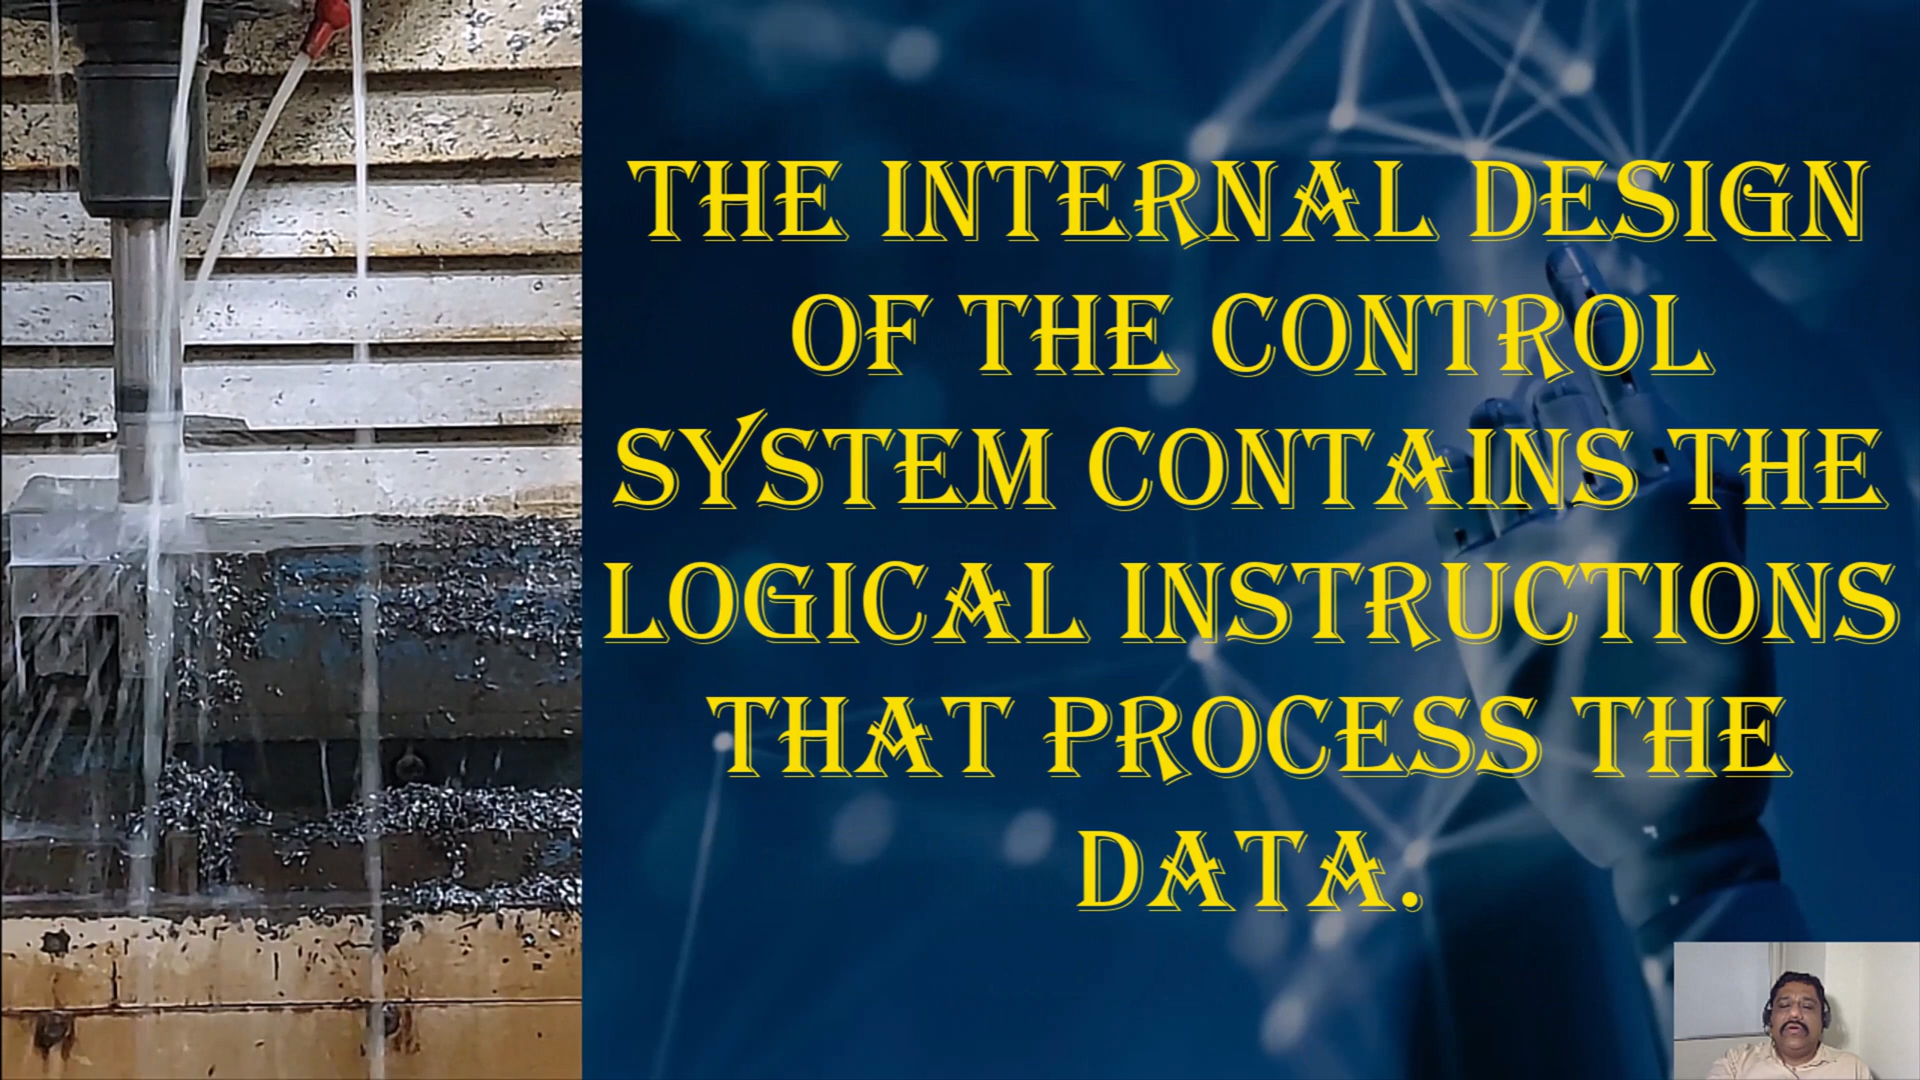 THE INTERNAL DESIGN
OF THE CONTROL
SYSTEM CONTAINS THE
LOGICAL INSTRUCTIONS
THAT PROCESS THE
DATA.